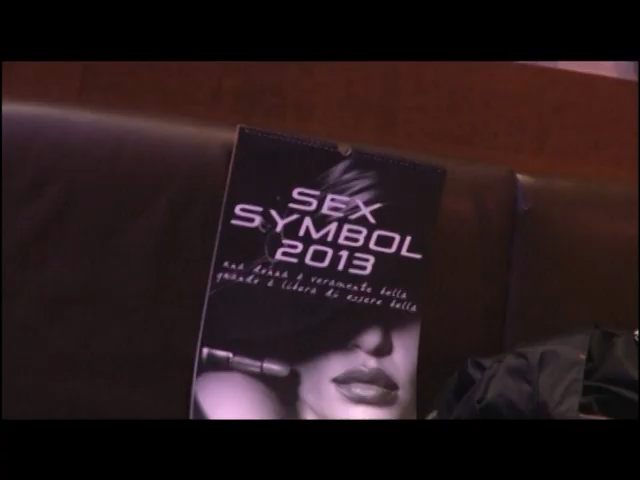 SEX
SYMBOL
2013
una donna è veramente bella
quando è libera di essere bella